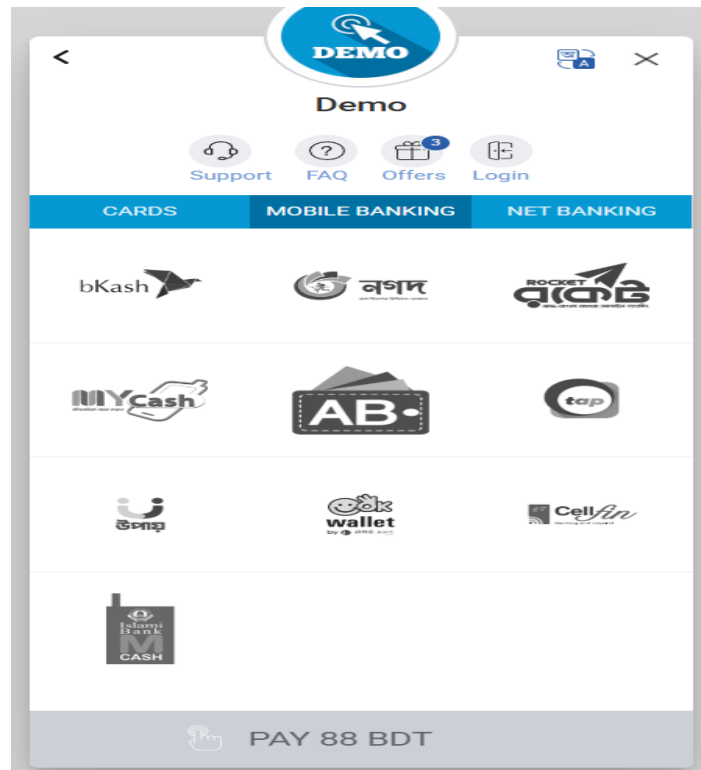 DEMO
Demo
3
Support FAQ Offers Login
CARDS MOBILE BANKING NET BANKING
bKash নগদ ROCKET রকেট
MYCash AB tap
উপায় OK wallet by Cellfin
Islami Bank M CASH
PAY 88 BDT